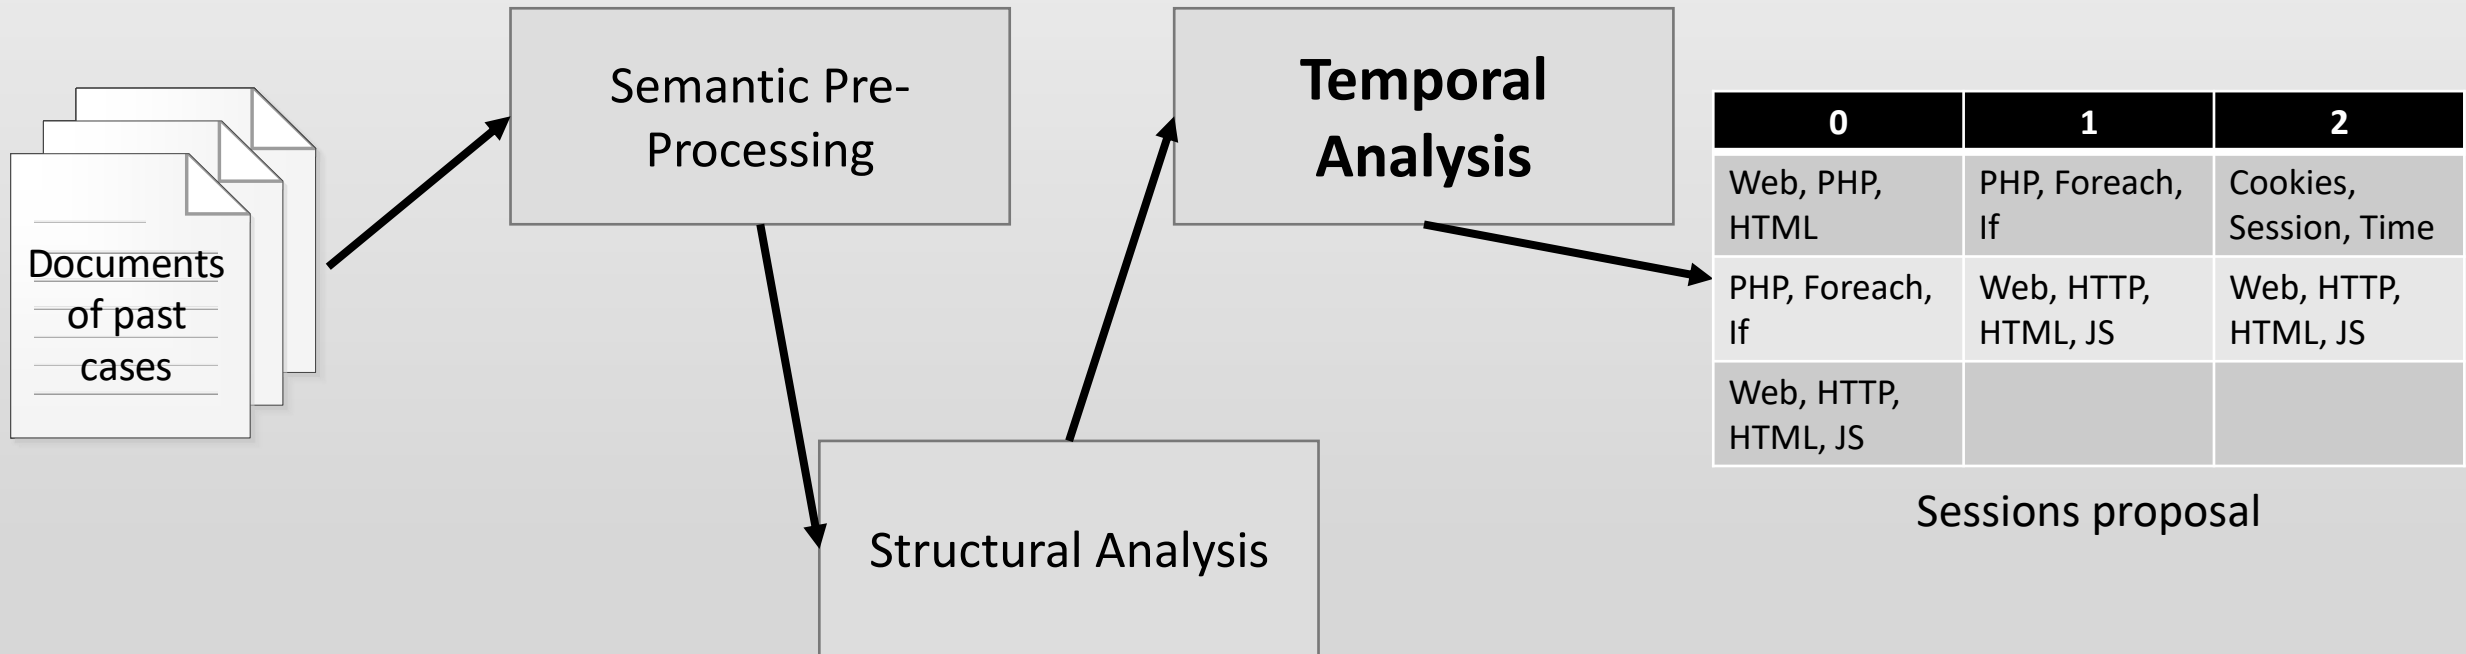 Documents
of past
cases
Semantic Pre-
Processing
Structural Analysis
Temporal
Analysis
0 1 2
Web, PHP,
HTML
PHP, Foreach,
If
Cookies,
Session, Time
PHP, Foreach,
If
Web, HTTP,
HTML, JS
Web, HTTP,
HTML, JS
Web, HTTP,
HTML, JS
Sessions proposal